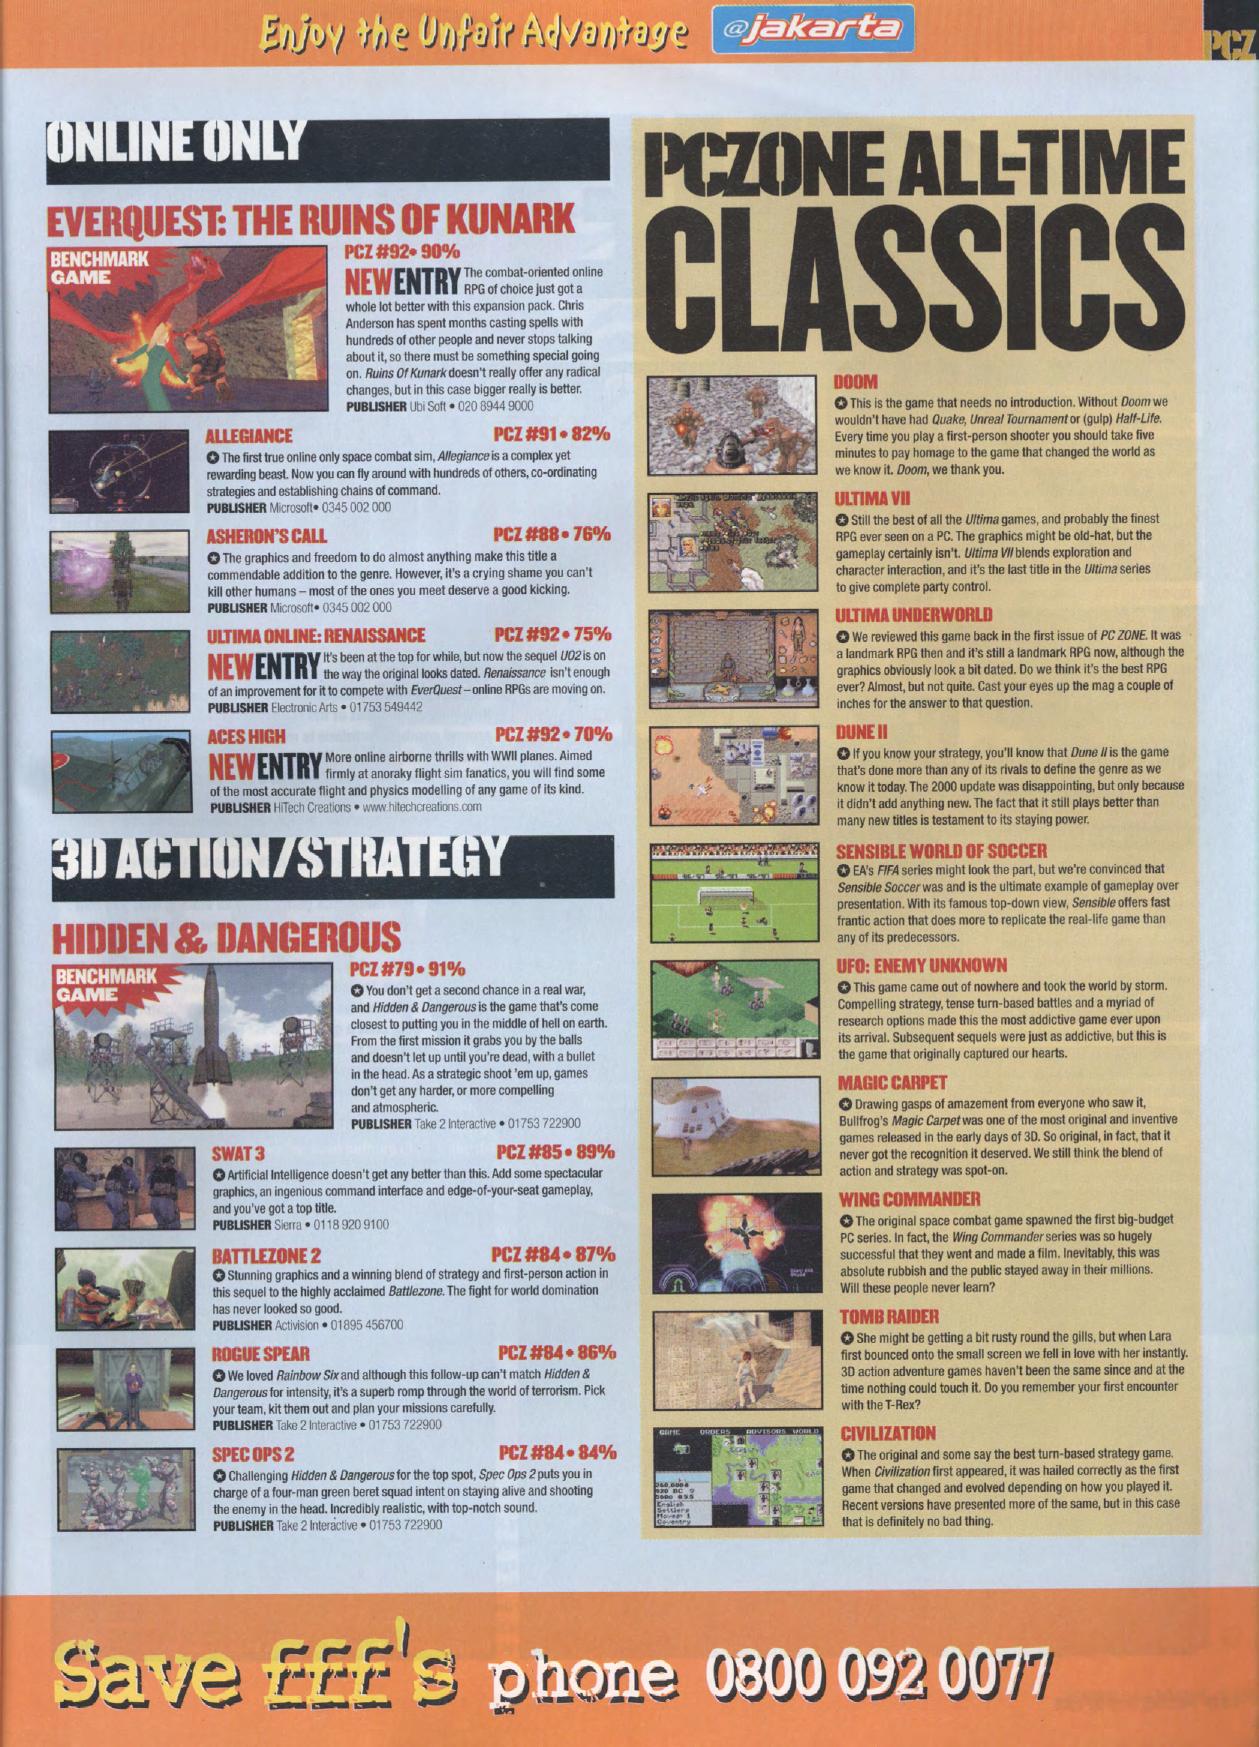 Enjoy the Unfair Advantage
@jakarta
PCZ
ONLINE ONLY
EVERQUEST: THE RUINS OF KUNARK
BENCHMARK
GAME
PCZ #92 • 90%
NEW ENTRY The combat-oriented online
RPG of choice just got a
whole lot better with this expansion pack. Chris
Anderson has spent months casting spells with
hundreds of other people and never stops talking
about it, so there must be something special going
on. Ruins Of Kunark doesn't really offer any radical
changes, but in this case bigger really is better.
PUBLISHER Ubi Soft • 020 8944 9000
ALLEGIANCE PCZ #91 • 82%
The first true online only space combat sim, Allegiance is a complex yet
rewarding beast. Now you can fly around with hundreds of others, co-ordinating
strategies and establishing chains of command.
PUBLISHER Microsoft • 0345 002 000
ASHERON'S CALL PCZ #88 • 76%
The graphics and freedom to do almost anything make this title a
commendable addition to the genre. However, it's a crying shame you can't
kill other humans – most of the ones you meet deserve a good kicking.
PUBLISHER Microsoft • 0345 002 000
ULTIMA ONLINE: RENAISSANCE PCZ #92 • 75%
NEW ENTRY It's been at the top for while, but now the sequel UO2 is on
the way the original looks dated. Renaissance isn't enough
of an improvement for it to compete with EverQuest – online RPGs are moving on.
PUBLISHER Electronic Arts • 01753 549442
ACES HIGH PCZ #92 • 70%
NEW ENTRY More online airborne thrills with WWII planes. Aimed
firmly at anoraky flight sim fanatics, you will find some
of the most accurate flight and physics modelling of any game of its kind.
PUBLISHER HiTech Creations • www.hitechcreations.com
3D ACTION/STRATEGY
HIDDEN & DANGEROUS
BENCHMARK
GAME
PCZ #79 • 91%
You don't get a second chance in a real war,
and Hidden & Dangerous is the game that's come
closest to putting you in the middle of hell on earth.
From the first mission it grabs you by the balls
and doesn't let up until you're dead, with a bullet
in the head. As a strategic shoot 'em up, games
don't get any harder, or more compelling
and atmospheric.
PUBLISHER Take 2 Interactive • 01753 722900
SWAT 3 PCZ #85 • 89%
Artificial Intelligence doesn't get any better than this. Add some spectacular
graphics, an ingenious command interface and edge-of-your-seat gameplay,
and you've got a top title.
PUBLISHER Sierra • 0118 920 9100
BATTLEZONE 2 PCZ #84 • 87%
Stunning graphics and a winning blend of strategy and first-person action in
this sequel to the highly acclaimed Battlezone. The fight for world domination
has never looked so good.
PUBLISHER Activision • 01895 456700
ROGUE SPEAR PCZ #84 • 86%
We loved Rainbow Six and although this follow-up can't match Hidden &
Dangerous for intensity, it's a superb romp through the world of terrorism. Pick
your team, kit them out and plan your missions carefully.
PUBLISHER Take 2 Interactive • 01753 722900
SPEC OPS 2 PCZ #84 • 84%
Challenging Hidden & Dangerous for the top spot, Spec Ops 2 puts you in
charge of a four-man green beret squad intent on staying alive and shooting
the enemy in the head. Incredibly realistic, with top-notch sound.
PUBLISHER Take 2 Interactive • 01753 722900
PCZONE ALL-TIME
CLASSICS
DOOM
This is the game that needs no introduction. Without Doom we
wouldn't have had Quake, Unreal Tournament or (gulp) Half-Life.
Every time you play a first-person shooter you should take five
minutes to pay homage to the game that changed the world as
we know it. Doom, we thank you.
ULTIMA VII
Still the best of all the Ultima games, and probably the finest
RPG ever seen on a PC. The graphics might be old-hat, but the
gameplay certainly isn't. Ultima VII blends exploration and
character interaction, and it's the last title in the Ultima series
to give complete party control.
ULTIMA UNDERWORLD
We reviewed this game back in the first issue of PC ZONE. It was
a landmark RPG then and it's still a landmark RPG now, although the
graphics obviously look a bit dated. Do we think it's the best RPG
ever? Almost, but not quite. Cast your eyes up the mag a couple of
inches for the answer to that question.
DUNE II
If you know your strategy, you'll know that Dune II is the game
that's done more than any of its rivals to define the genre as we
know it today. The 2000 update was disappointing, but only because
it didn't add anything new. The fact that it still plays better than
many new titles is testament to its staying power.
SENSIBLE WORLD OF SOCCER
EA's FIFA series might look the part, but we're convinced that
Sensible Soccer was and is the ultimate example of gameplay over
presentation. With its famous top-down view, Sensible offers fast
frantic action that does more to replicate the real-life game than
any of its predecessors.
UFO: ENEMY UNKNOWN
This game came out of nowhere and took the world by storm.
Compelling strategy, tense turn-based battles and a myriad of
research options made this the most addictive game ever upon
its arrival. Subsequent sequels were just as addictive, but this is
the game that originally captured our hearts.
MAGIC CARPET
Drawing gasps of amazement from everyone who saw it,
Bullfrog's Magic Carpet was one of the most original and inventive
games released in the early days of 3D. So original, in fact, that it
never got the recognition it deserved. We still think the blend of
action and strategy was spot-on.
WING COMMANDER
The original space combat game spawned the first big-budget
PC series. In fact, the Wing Commander series was so hugely
successful that they went and made a film. Inevitably, this was
absolute rubbish and the public stayed away in their millions.
Will these people never learn?
TOMB RAIDER
She might be getting a bit rusty round the gills, but when Lara
first bounced onto the small screen we fell in love with her instantly.
3D action adventure games haven't been the same since and at the
time nothing could touch it. Do you remember your first encounter
with the T-Rex?
GAME ORDERS ADVISORS WORLD
English
Settlers
Moves: 1
Coventry
CIVILIZATION
The original and some say the best turn-based strategy game.
When Civilization first appeared, it was hailed correctly as the first
game that changed and evolved depending on how you played it.
Recent versions have presented more of the same, but in this case
that is definitely no bad thing.
Save £££'s phone 0800 092 0077